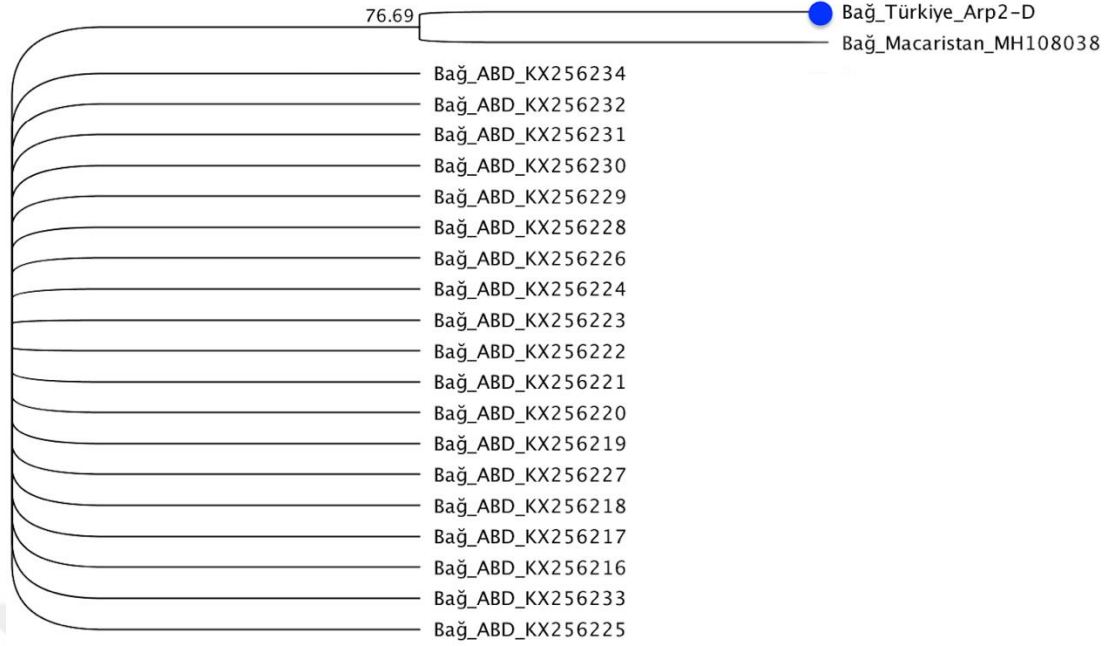 76.69
Bağ_Türkiye_Arp2-D
Bağ_Macaristan_MH108038
Bağ_ABD_KX256234
Bağ_ABD_KX256232
Bağ_ABD_KX256231
Bağ_ABD_KX256230
Bağ_ABD_KX256229
Bağ_ABD_KX256228
Bağ_ABD_KX256226
Bağ_ABD_KX256224
Bağ_ABD_KX256223
Bağ_ABD_KX256222
Bağ_ABD_KX256221
Bağ_ABD_KX256220
Bağ_ABD_KX256219
Bağ_ABD_KX256227
Bağ_ABD_KX256218
Bağ_ABD_KX256217
Bağ_ABD_KX256216
Bağ_ABD_KX256233
Bağ_ABD_KX256225